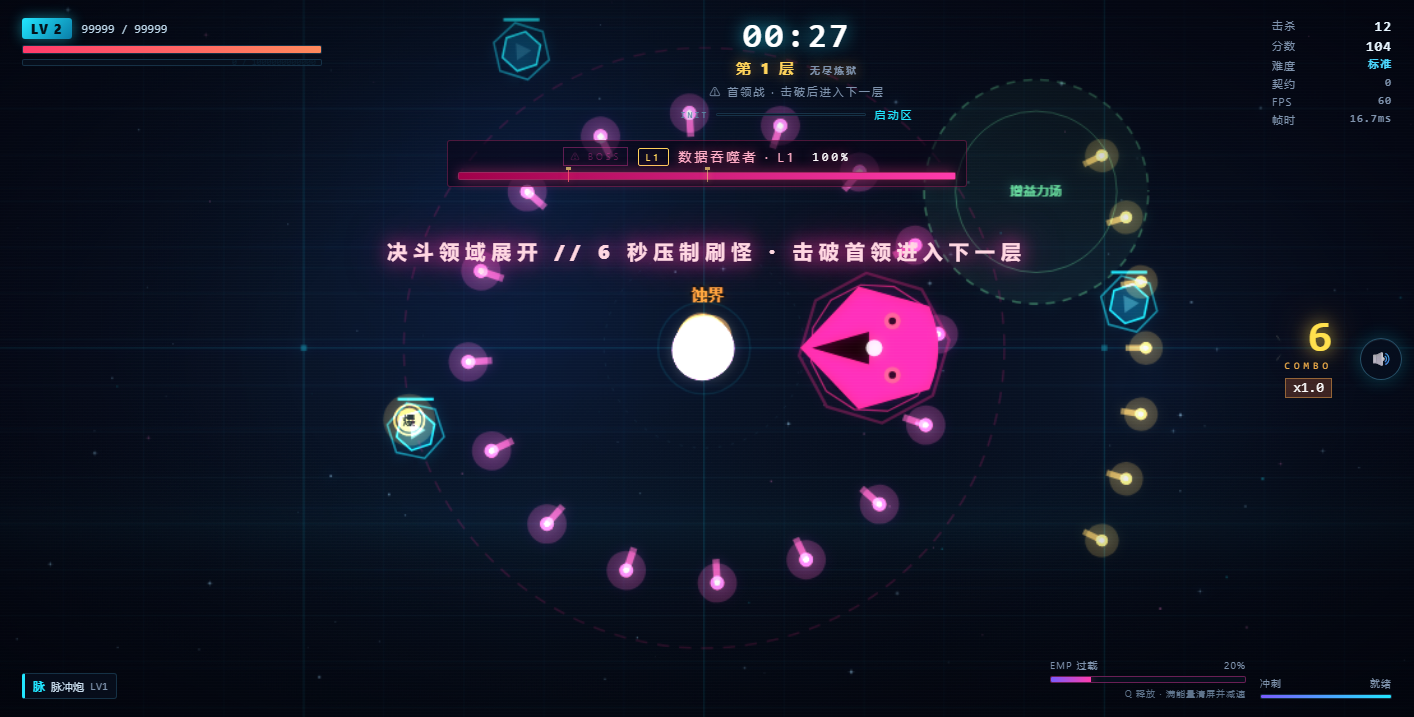 LV 2 99999 / 99999
00:27
第 1 层 无尽炼狱
⚠ 首领战 · 击破后进入下一层
INIT 启动区
击杀 12
分数 104
难度 标准
契约 0
FPS 60
帧时 16.7ms
⚠ BOSS L1 数据吞噬者 · L1 100%
增益力场
决斗领域展开 // 6 秒压制刷怪 · 击破首领进入下一层
蚀界
6
COMBO
x1.0
爆
脉 脉冲炮 LV1
EMP 过载 20%
Q 释放 · 满能量清屏并减速
冲刺 就绪